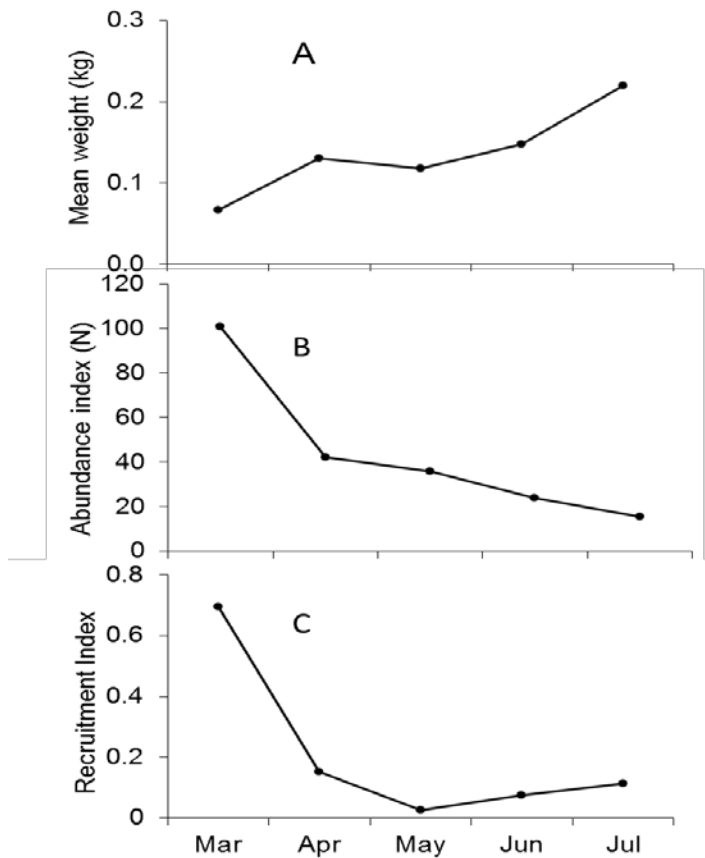 Mean weight (kg)
0.3
0.2
0.1
0.0
A
Abundance index (N)
120
100
80
60
40
20
0
B
Recruitment Index
0.8
0.6
0.4
0.2
0
C
Mar Apr May Jun Jul